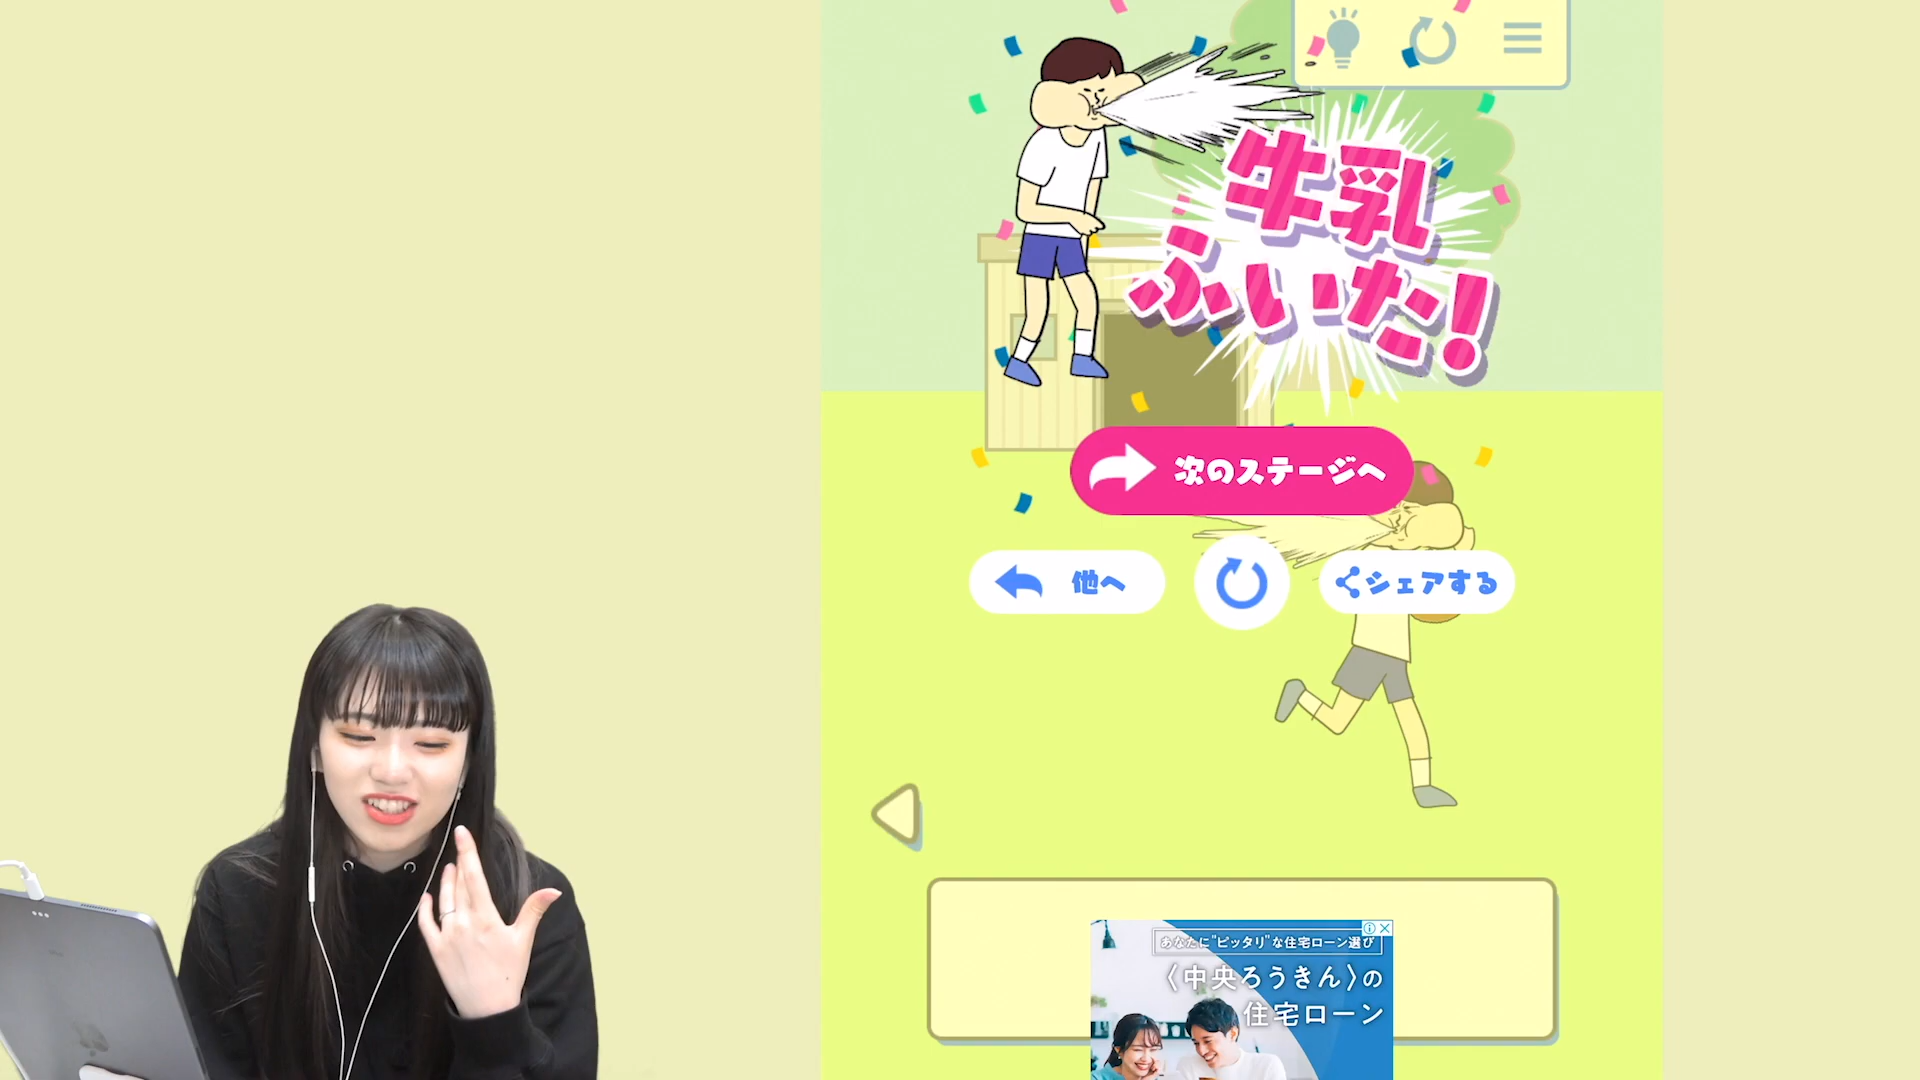 牛乳
ふいた!
次のステージへ
他へ
シェアする
あなたに"ピッタリ"な住宅ローン選び
〈中央ろうきん〉の
住宅ローン